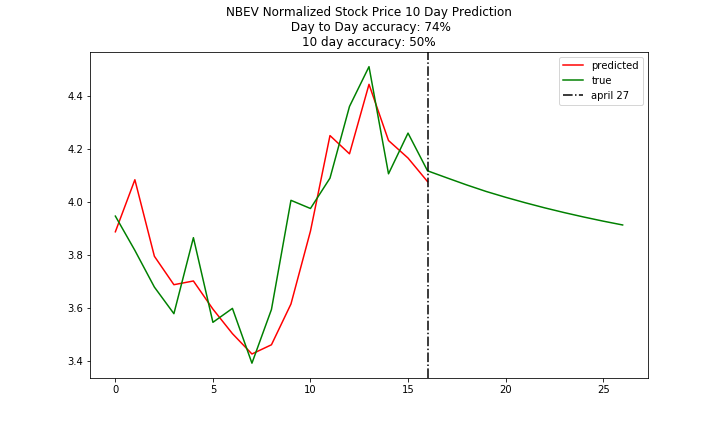 NBEV Normalized Stock Price 10 Day Prediction
Day to Day accuracy: 74%
10 day accuracy: 50%
predicted
true
april 27
4.4
4.2
4.0
3.8
3.6
3.4
0 5 10 15 20 25